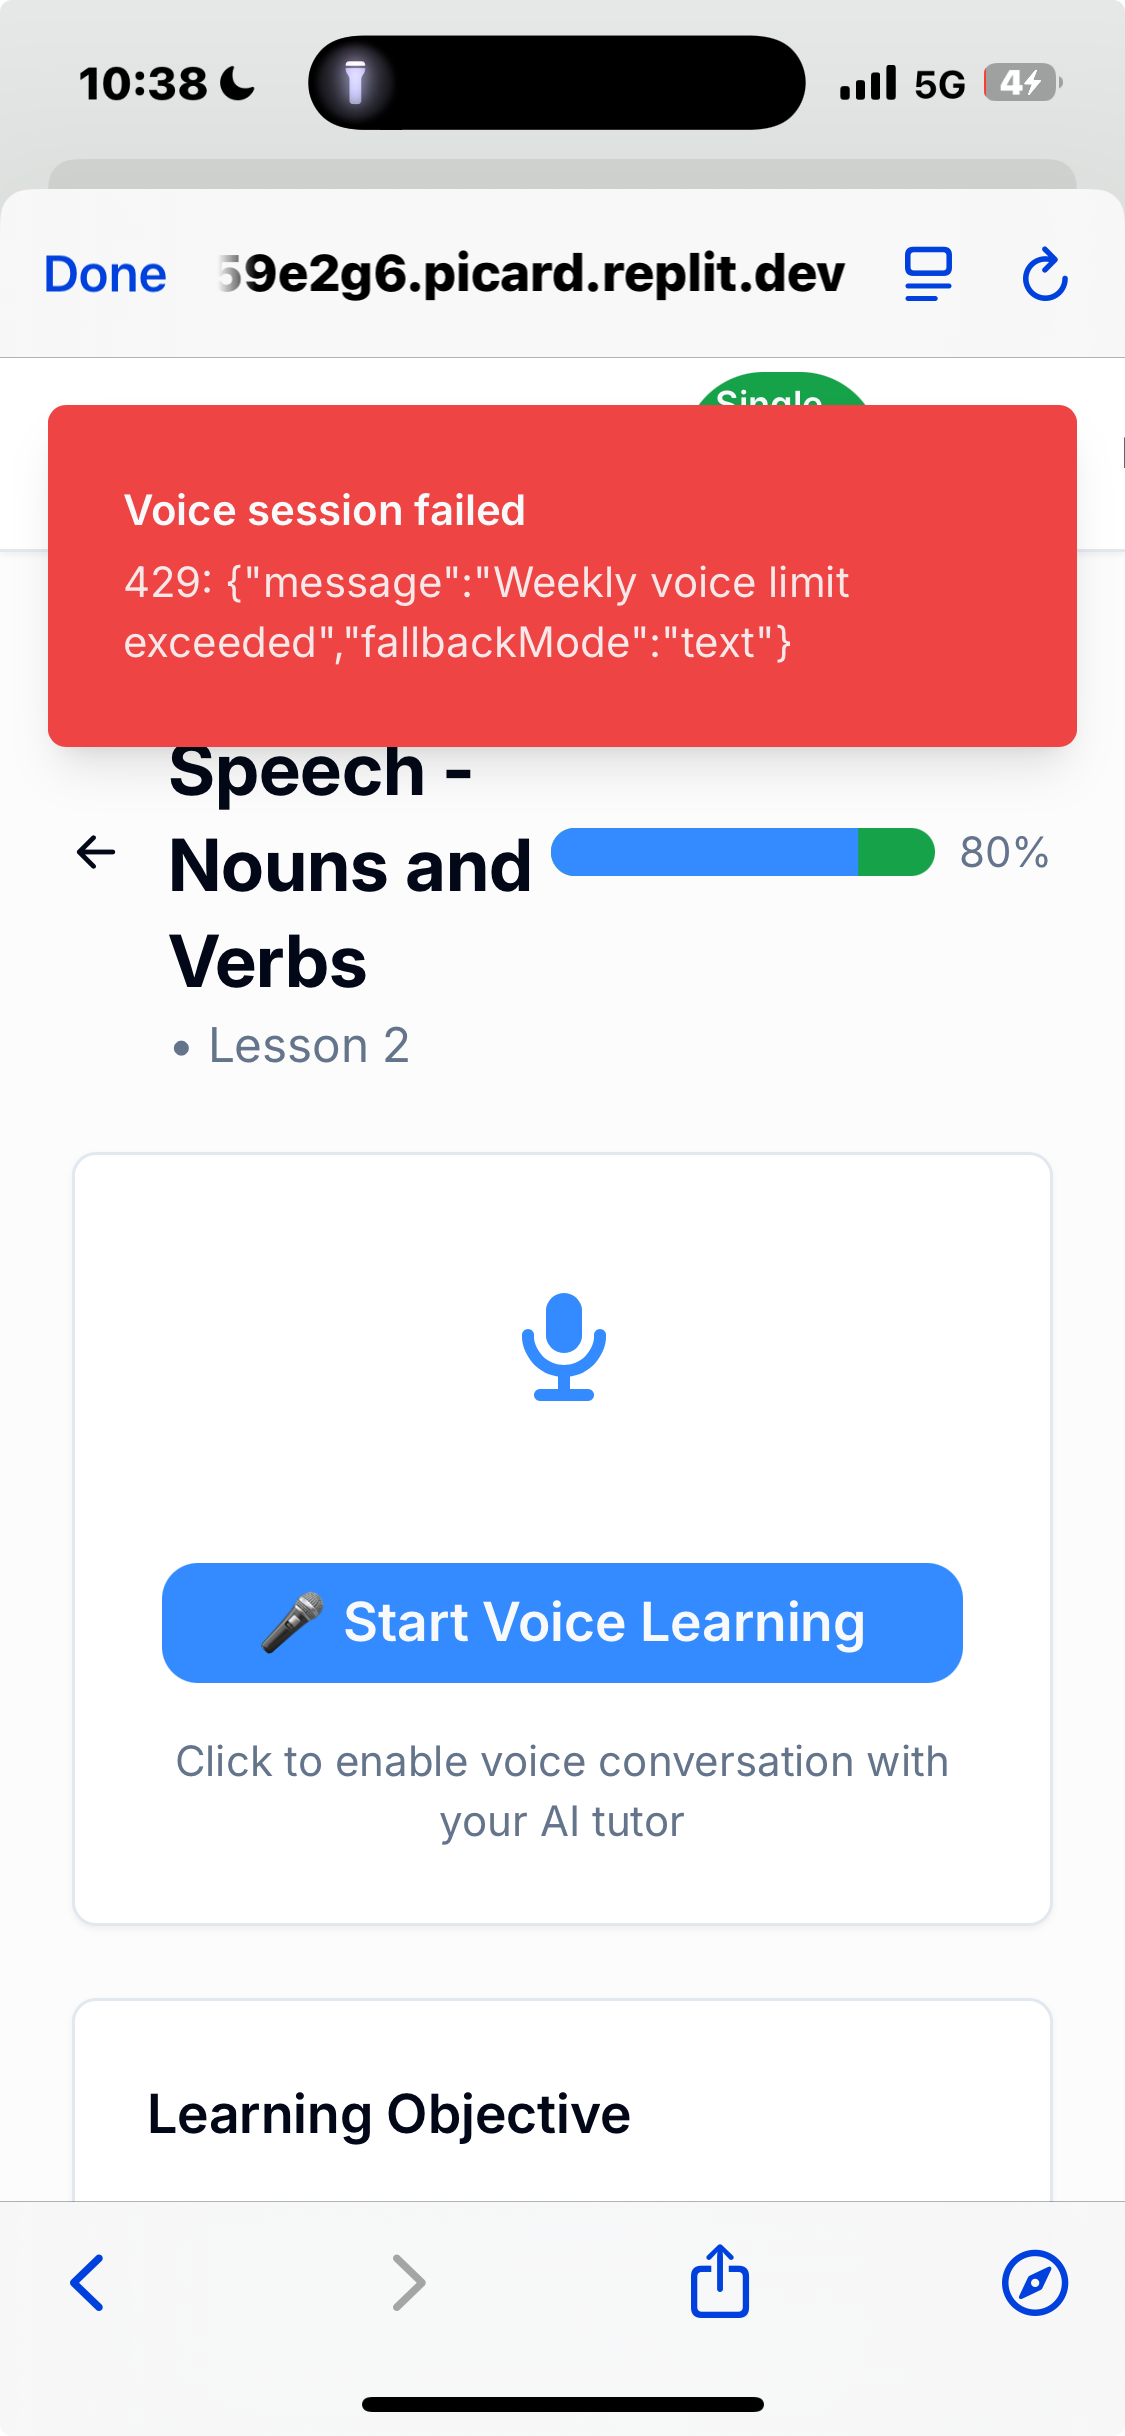 10:38
5G
4
Done
59e2g6.picard.replit.dev
Single
Voice session failed
429: {"message":"Weekly voice limit
exceeded","fallbackMode":"text"}
Speech -
Nouns and
Verbs
80%
• Lesson 2
🎤 Start Voice Learning
Click to enable voice conversation with
your AI tutor
Learning Objective